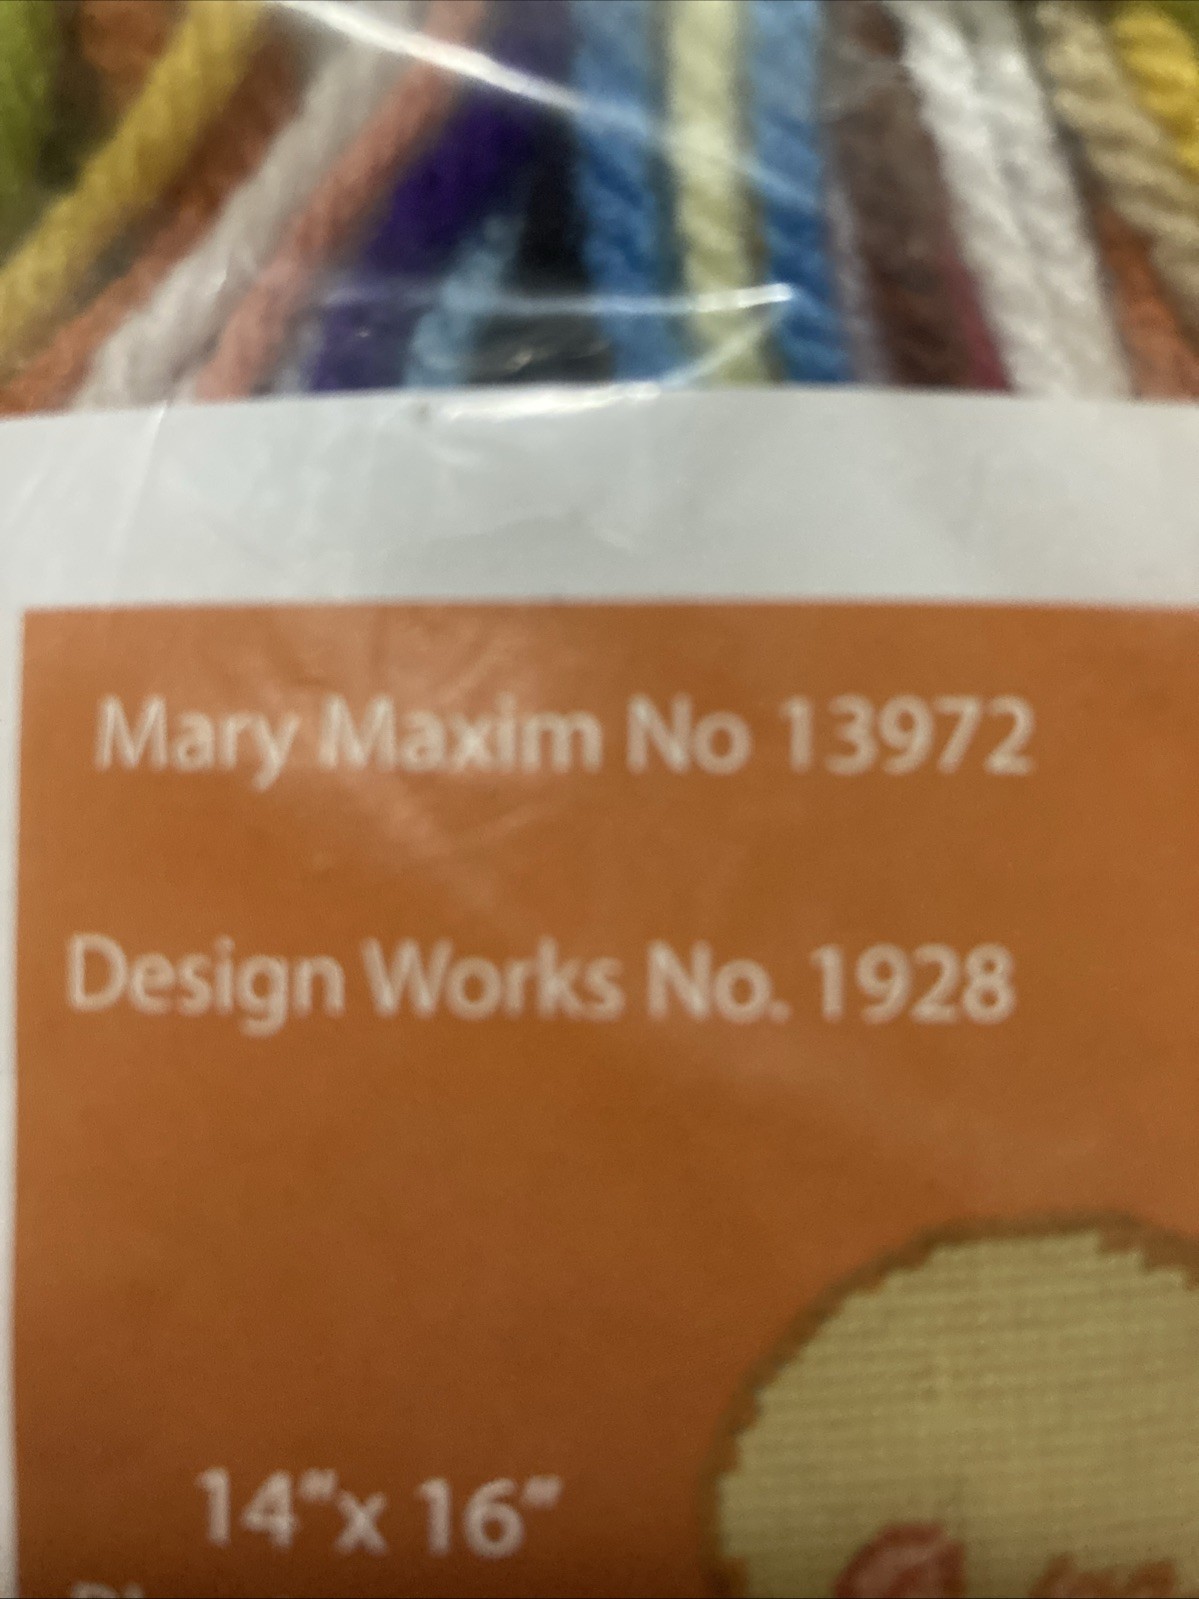 Mary Maxim No 13972
Design Works No. 1928
14"x 16"